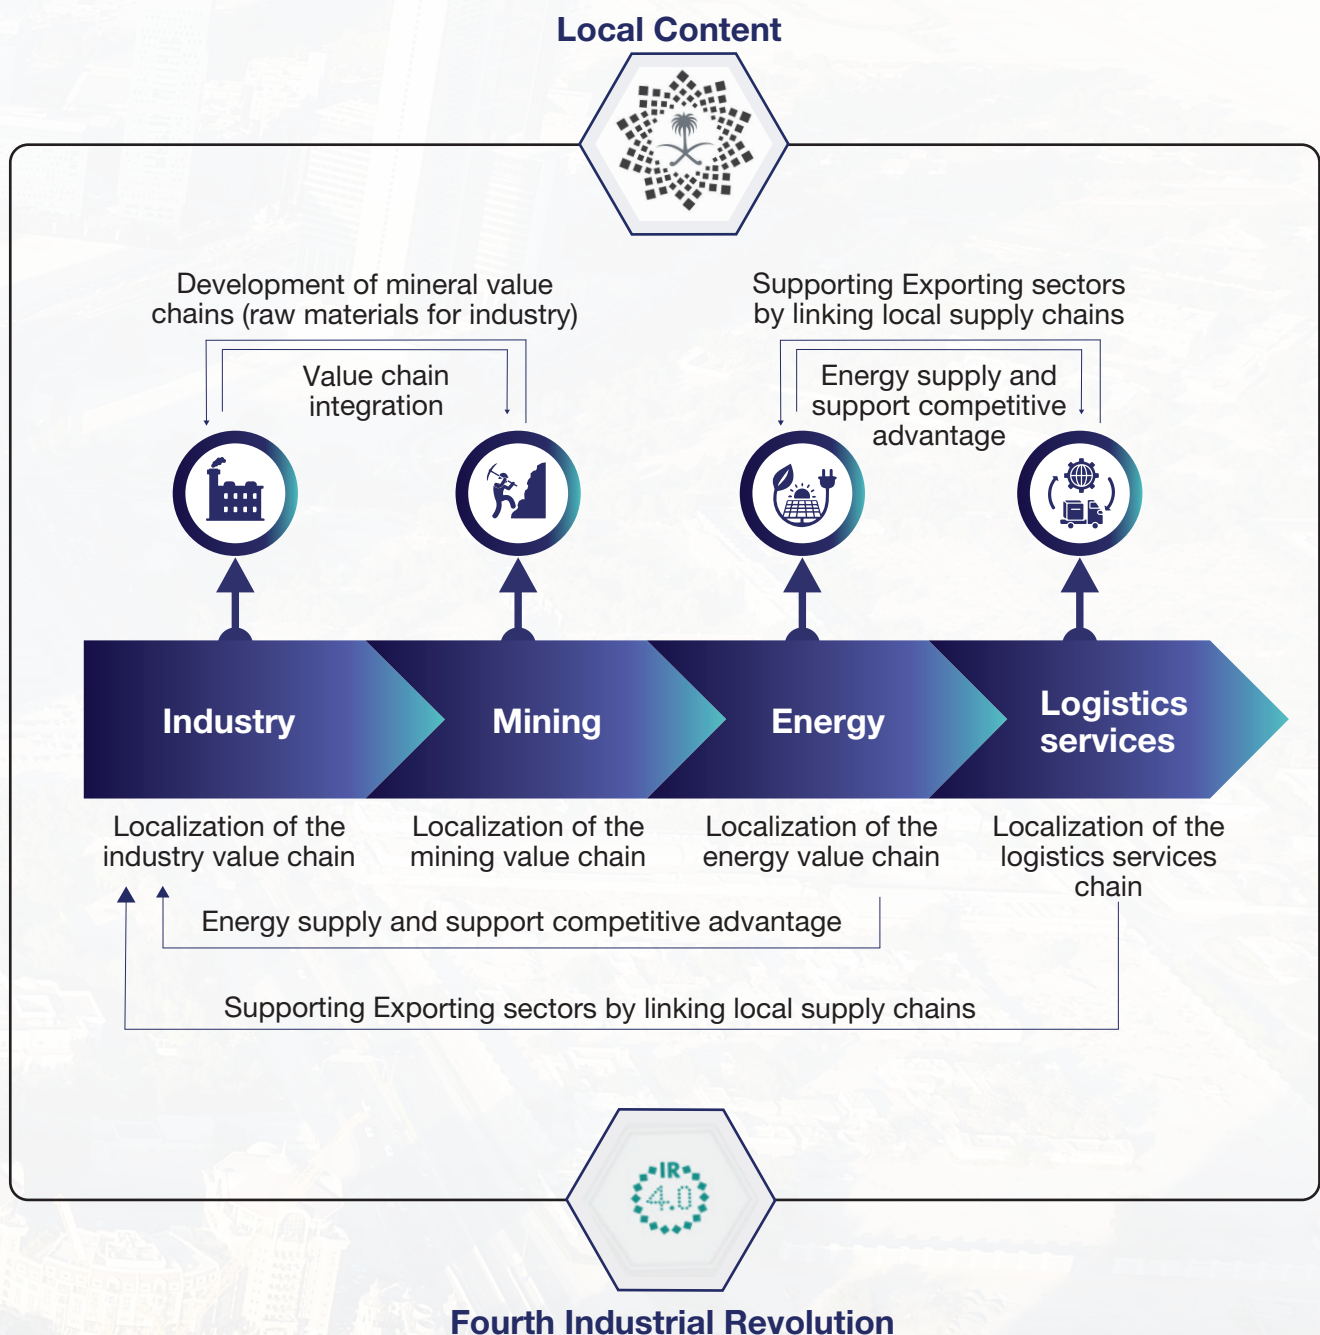 Local Content
Development of mineral value
chains (raw materials for industry)
Value chain
integration
Supporting Exporting sectors
by linking local supply chains
Energy supply and
support competitive
advantage
Industry
Mining
Energy
Logistics
services
Localization of the
industry value chain
Localization of the
mining value chain
Localization of the
energy value chain
Localization of the
logistics services
chain
Energy supply and support competitive advantage
Supporting Exporting sectors by linking local supply chains
IR
4.0
Fourth Industrial Revolution